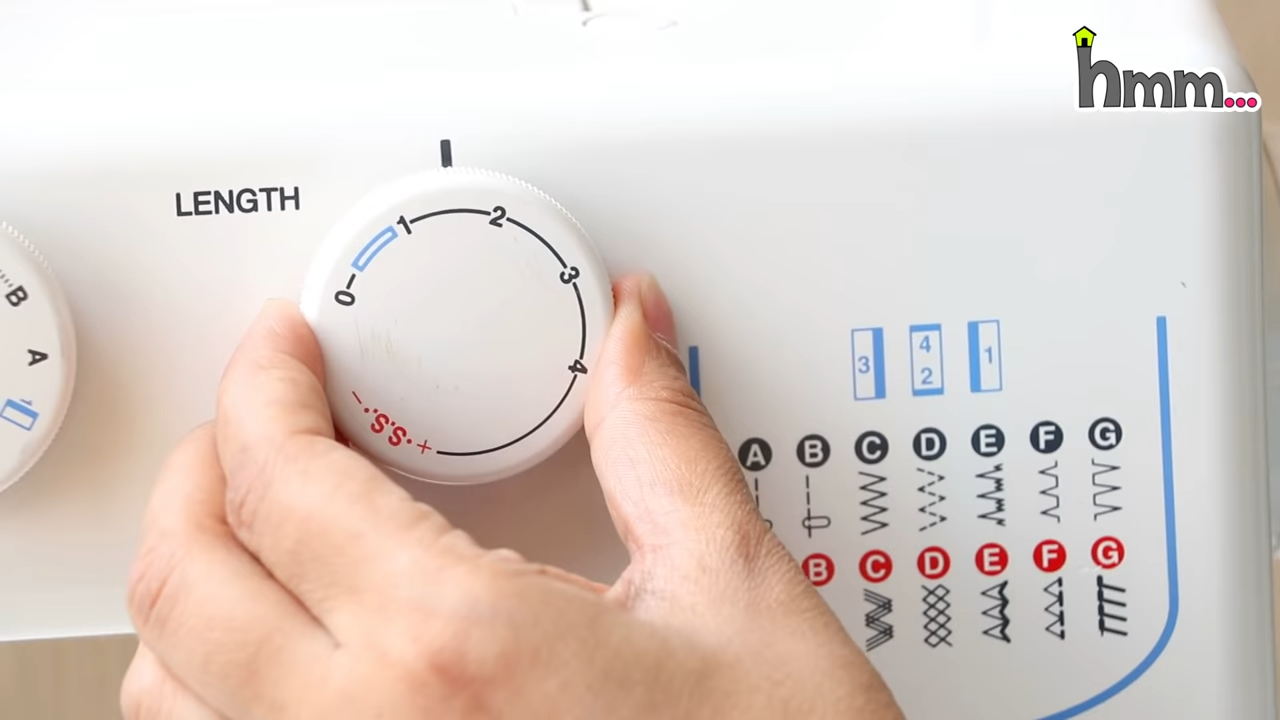 hmm...
LENGTH
0 1 2 3 4
- S.S. +
B
A
3 4 1
2
A B C D E F G
B C D E F G